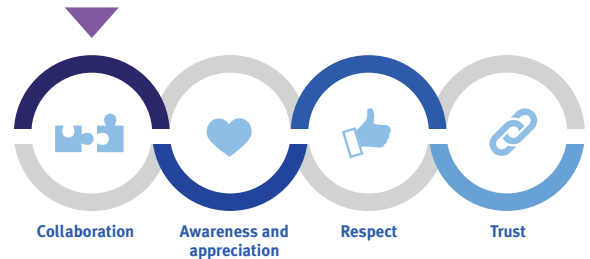 Collaboration
Awareness and
appreciation
Respect
Trust